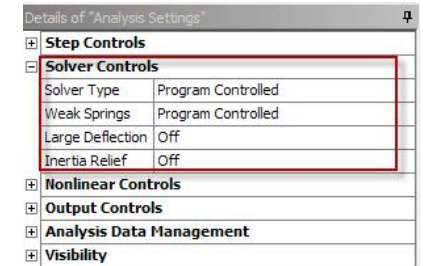 Details of "Analysis Settings"
Step Controls
Solver Controls
Solver Type Program Controlled
Weak Springs Program Controlled
Large Deflection Off
Inertia Relief Off
Nonlinear Controls
Output Controls
Analysis Data Management
Visibility